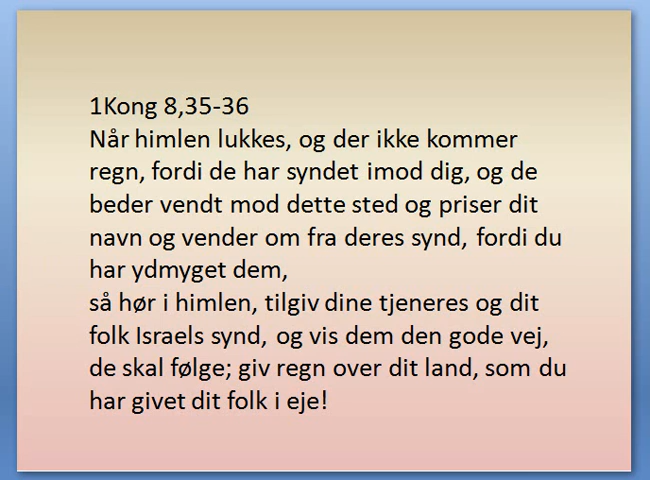 1Kong 8,35-36
Når himlen lukkes, og der ikke kommer
regn, fordi de har syndet imod dig, og de
beder vendt mod dette sted og priser dit
navn og vender om fra deres synd, fordi du
har ydmyget dem,
så hør i himlen, tilgiv dine tjeneres og dit
folk Israels synd, og vis dem den gode vej,
de skal følge; giv regn over dit land, som du
har givet dit folk i eje!